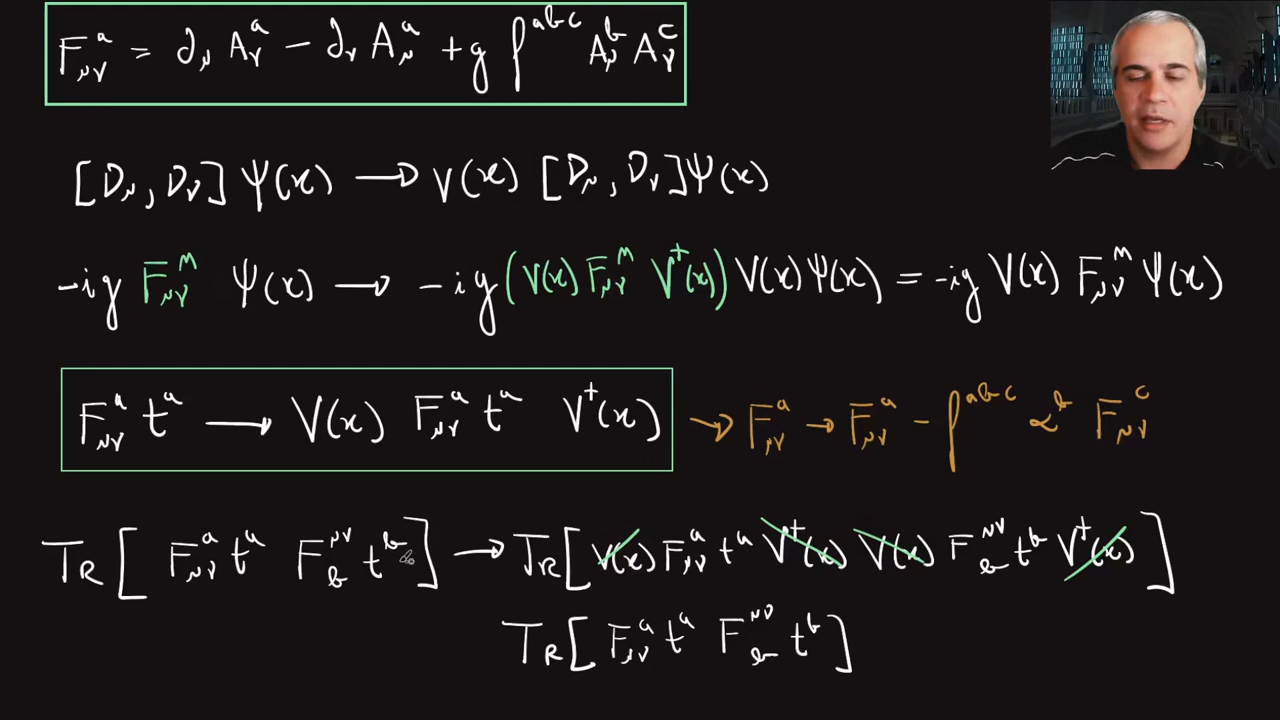 F^a_{μν} = ∂_μ A^a_ν − ∂_ν A^a_μ + g f^{abc} A^b_μ A^c_ν
[D_μ, D_ν] Ψ(x) → V(x) [D_μ, D_ν] Ψ(x)
−ig F^M_{μν} Ψ(x) → −ig (V(x) F^M_{μν} V^†(x)) V(x) Ψ(x) = −ig V(x) F^M_{μν} Ψ(x)
F^a_{μν} t^a → V(x) F^a_{μν} t^a V^†(x) → F^a_{μν} → F^a_{μν} − f^{abc} α^b F^c_{μν}
TR[ F^a_{μν} t^a F^{μν}_b t^b ] → TR[ V(x) F^a_{μν} t^a V^†(x) V(x) F^{μν}_b t^b V^†(x) ]
TR[ F^a_{μν} t^a F^{μν}_b t^b ]